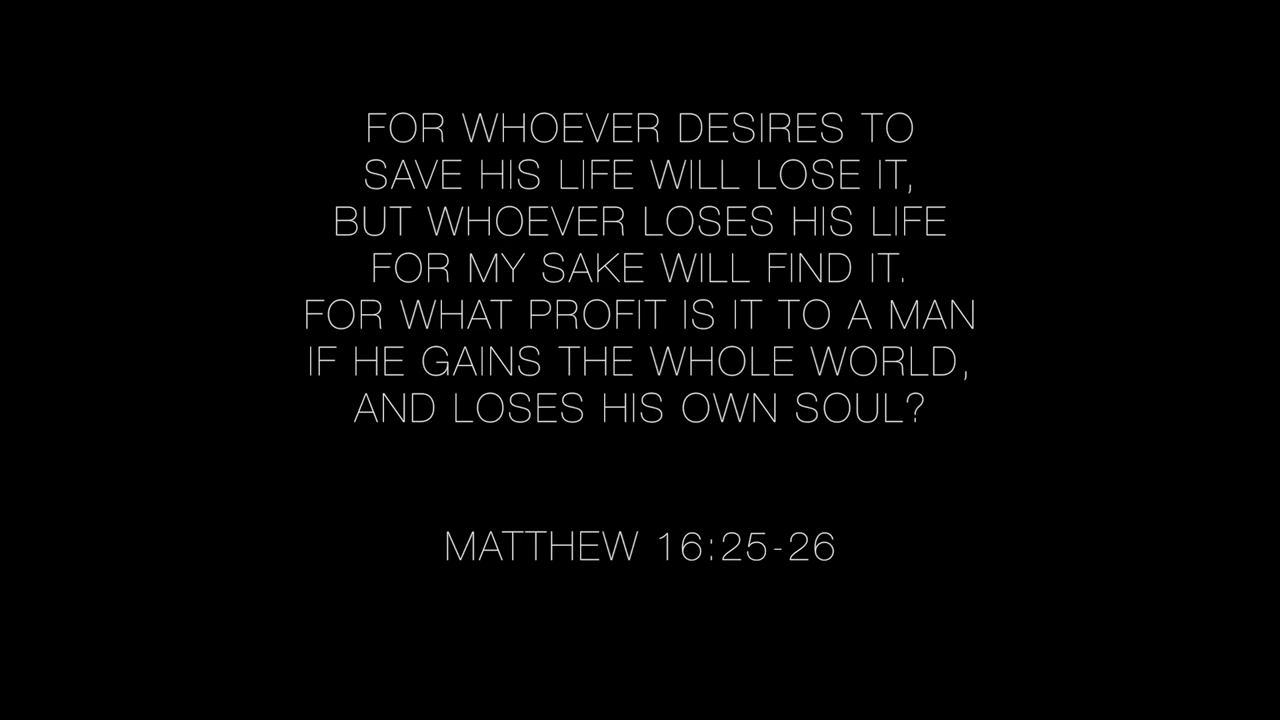 FOR WHOEVER DESIRES TO
SAVE HIS LIFE WILL LOSE IT,
BUT WHOEVER LOSES HIS LIFE
FOR MY SAKE WILL FIND IT.
FOR WHAT PROFIT IS IT TO A MAN
IF HE GAINS THE WHOLE WORLD,
AND LOSES HIS OWN SOUL?
MATTHEW 16:25-26